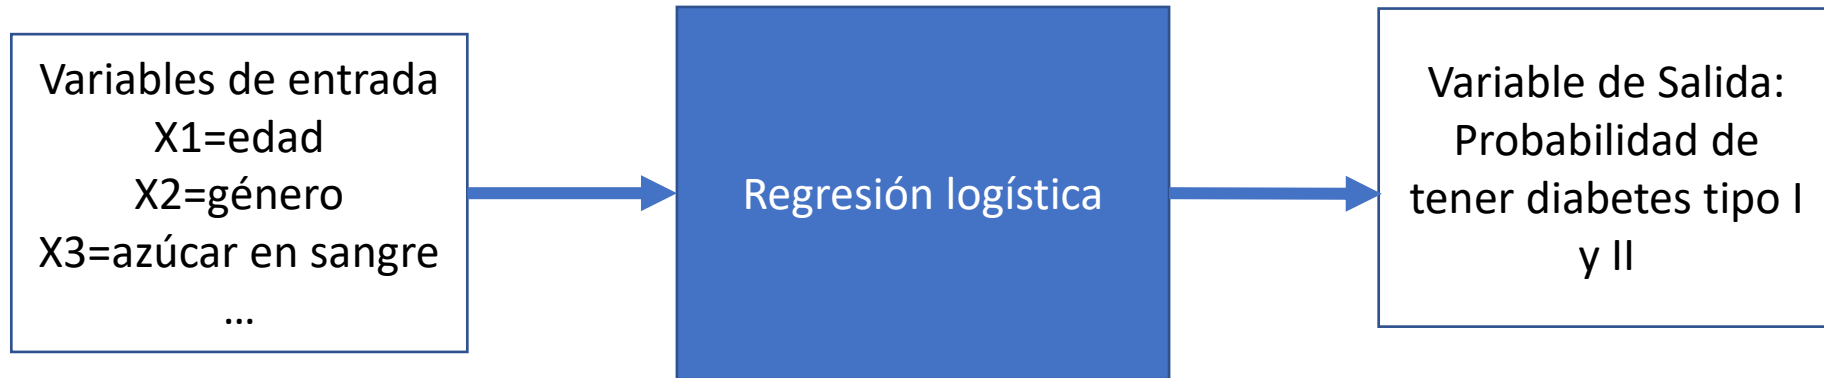 Variables de entrada
X1=edad
X2=género
X3=azúcar en sangre
...
Regresión logística
Variable de Salida:
Probabilidad de
tener diabetes tipo I
y II